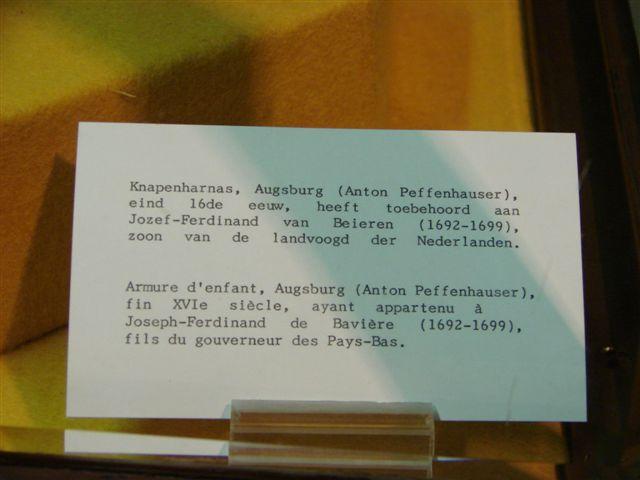 Knapenharnas, Augsburg (Anton Peffenhauser),
eind 16de eeuw, heeft toebehoord aan
Jozef-Ferdinand van Beieren (1692-1699),
zoon van de landvoogd der Nederlanden.
Armure d'enfant, Augsburg (Anton Peffenhauser),
fin XVIe siècle, ayant appartenu à
Joseph-Ferdinand de Bavière (1692-1699),
fils du gouverneur des Pays-Bas.